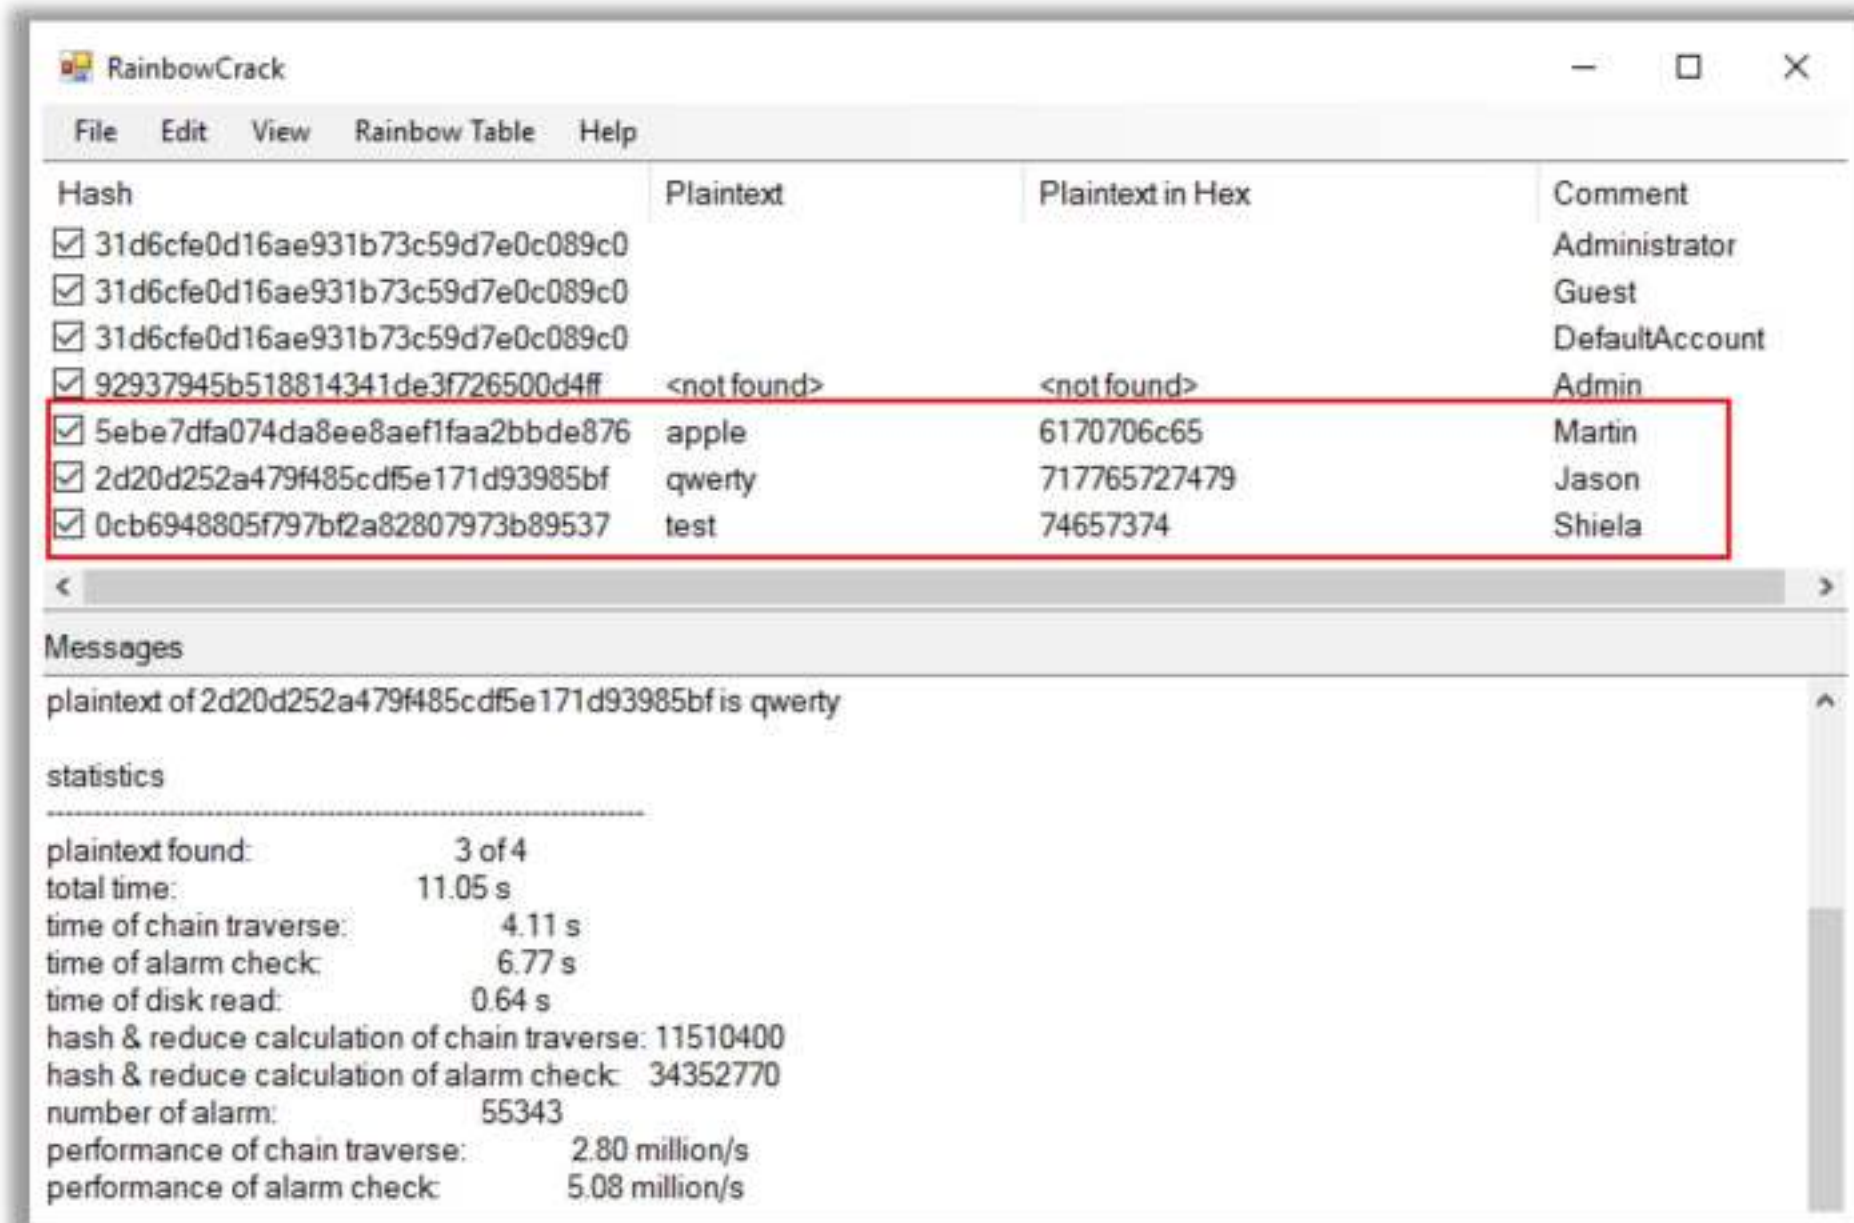 RainbowCrack
File Edit View Rainbow Table Help
Hash Plaintext Plaintext in Hex Comment
31d6cfe0d16ae931b73c59d7e0c089c0 Administrator
31d6cfe0d16ae931b73c59d7e0c089c0 Guest
31d6cfe0d16ae931b73c59d7e0c089c0 DefaultAccount
92937945b518814341de3f726500d4ff <not found> <not found> Admin
5ebe7dfa074da8ee8aef1faa2bbde876 apple 6170706c65 Martin
2d20d252a479f485cdf5e171d93985bf qwerty 717765727479 Jason
0cb6948805f797bf2a82807973b89537 test 74657374 Shiela
Messages
plaintext of 2d20d252a479f485cdf5e171d93985bf is qwerty
statistics
-------------------------------------------------------
plaintext found: 3 of 4
total time: 11.05 s
time of chain traverse: 4.11 s
time of alarm check: 6.77 s
time of disk read: 0.64 s
hash & reduce calculation of chain traverse: 11510400
hash & reduce calculation of alarm check: 34352770
number of alarm: 55343
performance of chain traverse: 2.80 million/s
performance of alarm check: 5.08 million/s